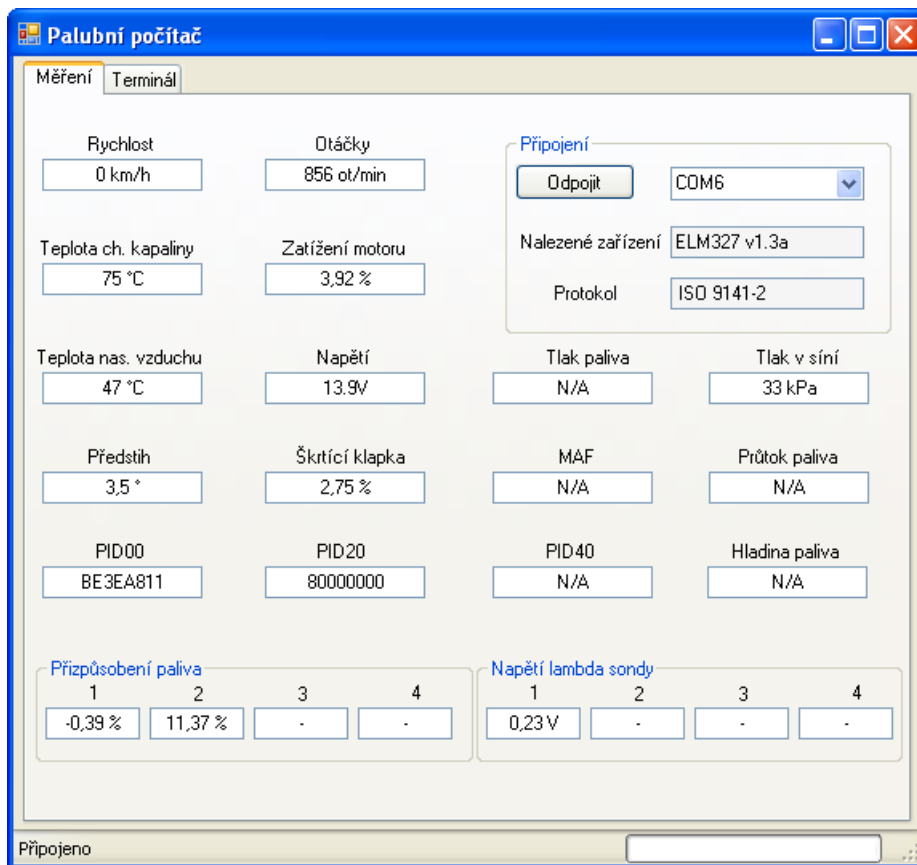 Palubní počítač
Měření Terminál
Rychlost Otáčky Připojení
0 km/h 856 ot/min Odpojit COM6
Teplota ch. kapaliny Zatížení motoru Nalezené zařízení ELM327 v1.3a
75 °C 3,92 % Protokol ISO 9141-2
Teplota nas. vzduchu Napětí Tlak paliva Tlak v síní
47 °C 13.9V N/A 33 kPa
Předstih Škrtící klapka MAF Průtok paliva
3,5 ° 2,75 % N/A N/A
PID00 PID20 PID40 Hladina paliva
BE3EA811 80000000 N/A N/A
Přizpůsobení paliva Napětí lambda sondy
1 2 3 4 1 2 3 4
-0,39 % 11,37 % - - 0,23 V - - -
Připojeno